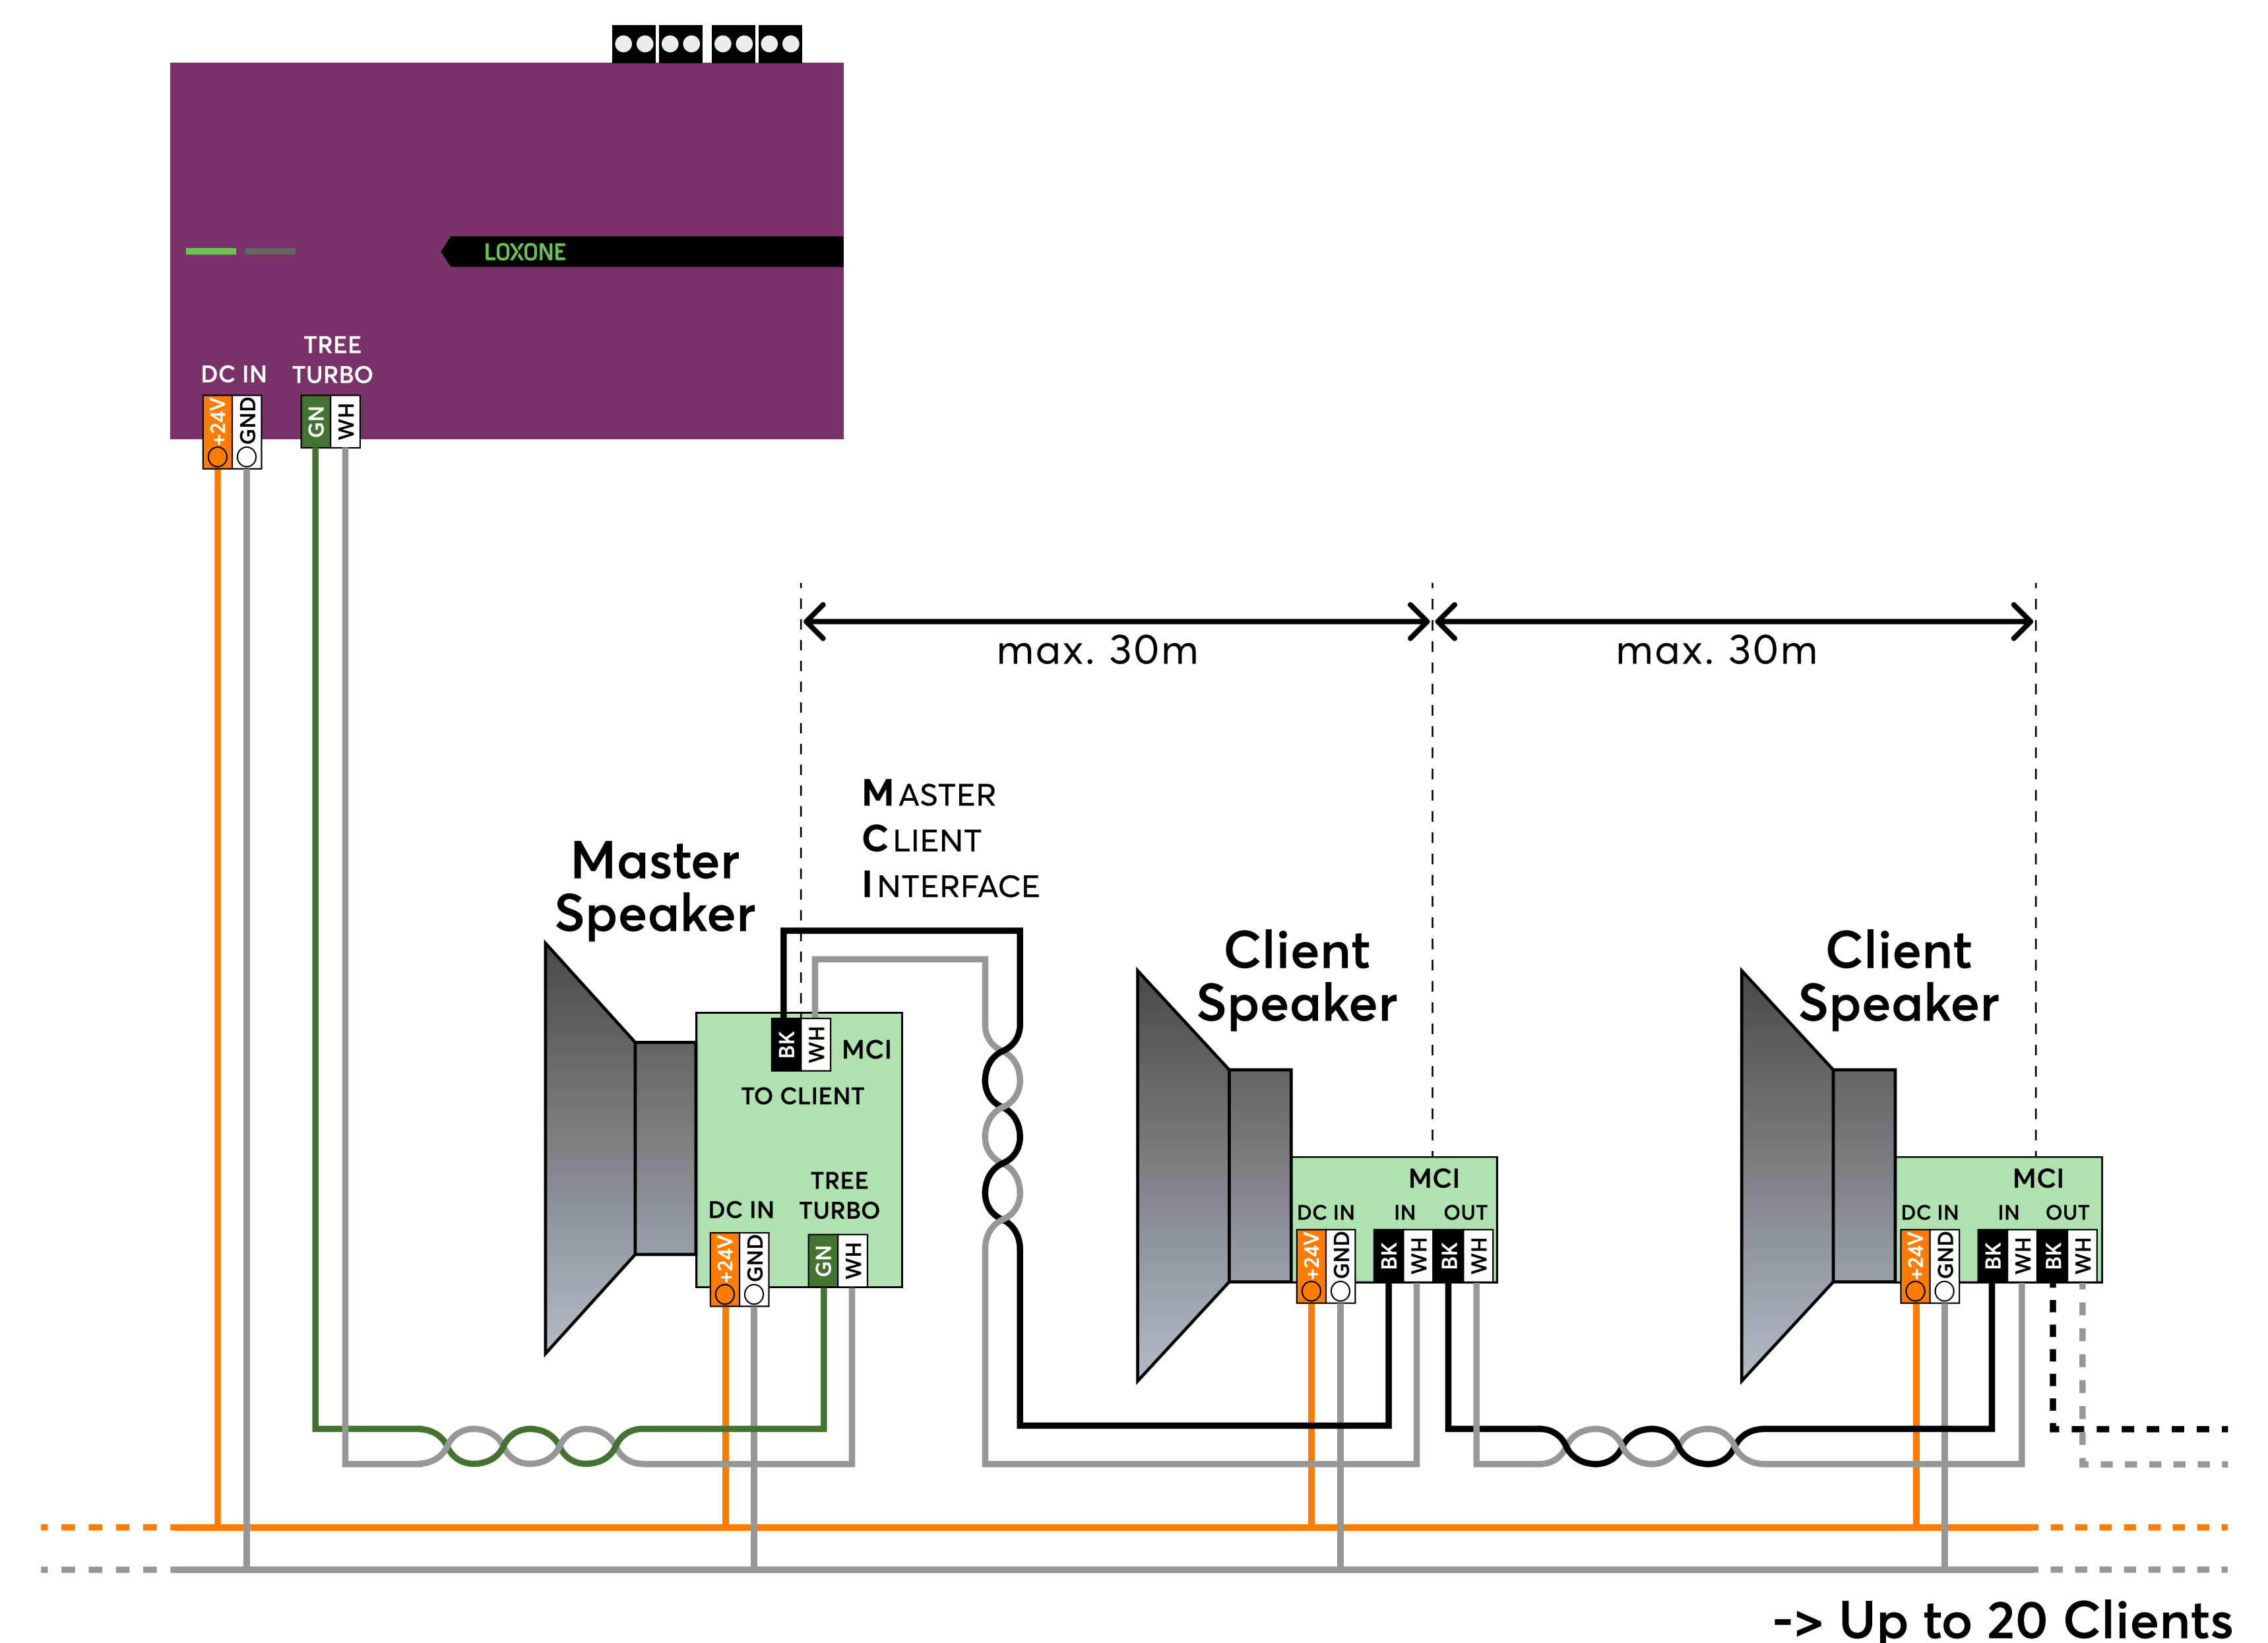 LOXONE
TREE
DC IN TURBO
+24V GND GN WH
max. 30m max. 30m
MASTER
CLIENT
INTERFACE
Master
Speaker
Client
Speaker
Client
Speaker
BK WH MCI
TO CLIENT
TREE
DC IN TURBO
+24V GND GN WH
MCI
DC IN IN OUT
+24V GND BK WH BK WH
MCI
DC IN IN OUT
+24V GND BK WH BK WH
-> Up to 20 Clients